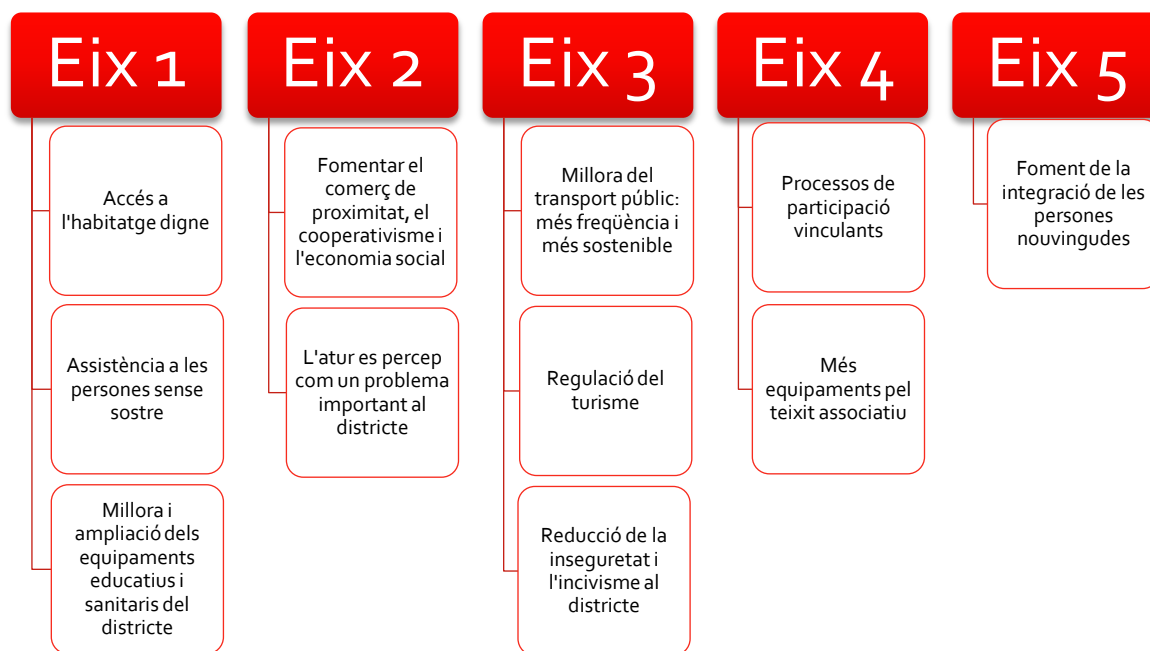 Eix 1
Accés a
l'habitatge digne
Assistència a les
persones sense
sostre
Millora i
ampliació dels
equipaments
educatius i
sanitaris del
districte
Eix 2
Fomentar el
comerç de
proximitat, el
cooperativisme i
l'economia social
L'atur es percep
com un problema
important al
districte
Eix 3
Millora del
transport públic:
més freqüència i
més sostenible
Regulació del
turisme
Reducció de la
inseguretat i
l'incivisme al
districte
Eix 4
Processos de
participació
vinculants
Més
equipaments pel
teixit associatiu
Eix 5
Foment de la
integració de les
persones
nouvingudes